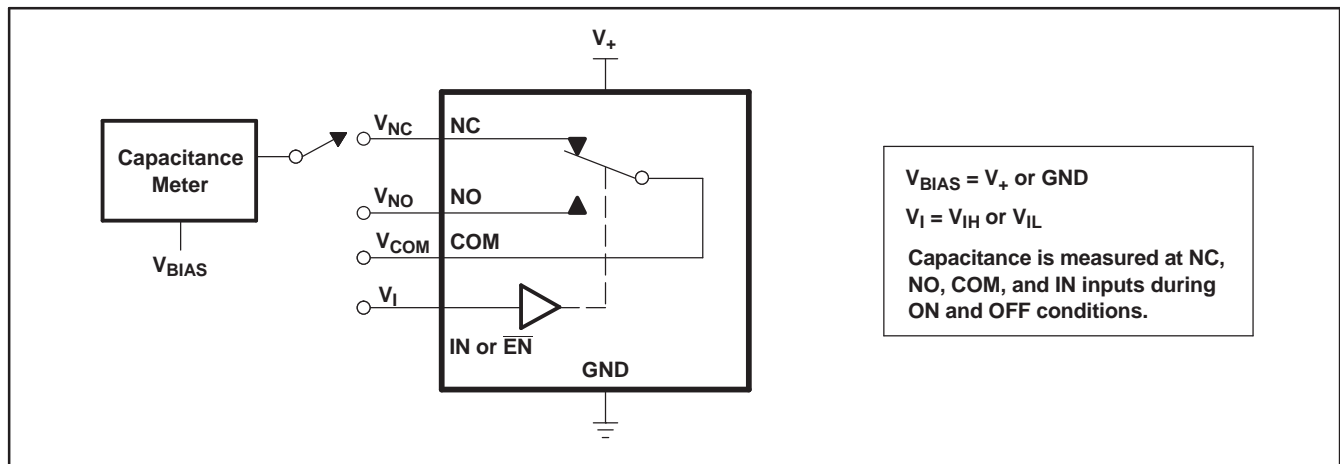 V+
Capacitance
Meter
VBIAS
VNC NC
VNO NO
VCOM COM
VI
IN or E̅N̅
GND
VBIAS = V+ or GND
VI = VIH or VIL
Capacitance is measured at NC,
NO, COM, and IN inputs during
ON and OFF conditions.